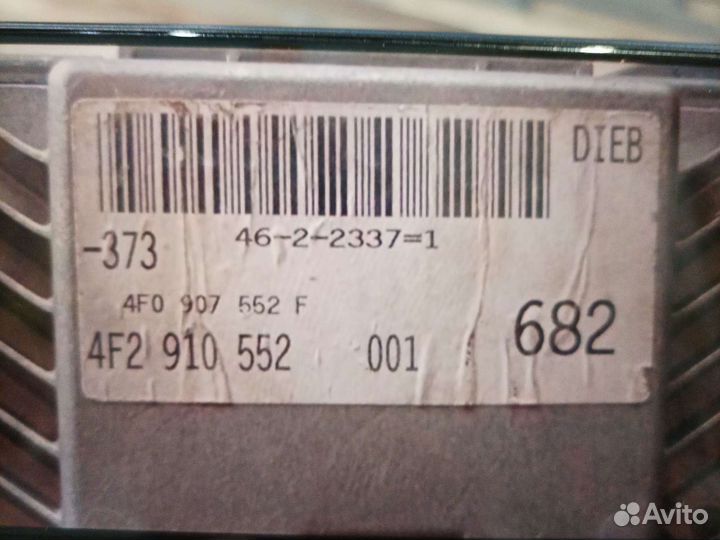 DIEB
46-2-2337=1
-373
4F0 907 552 F
4F2 910 552 001
682
Avito